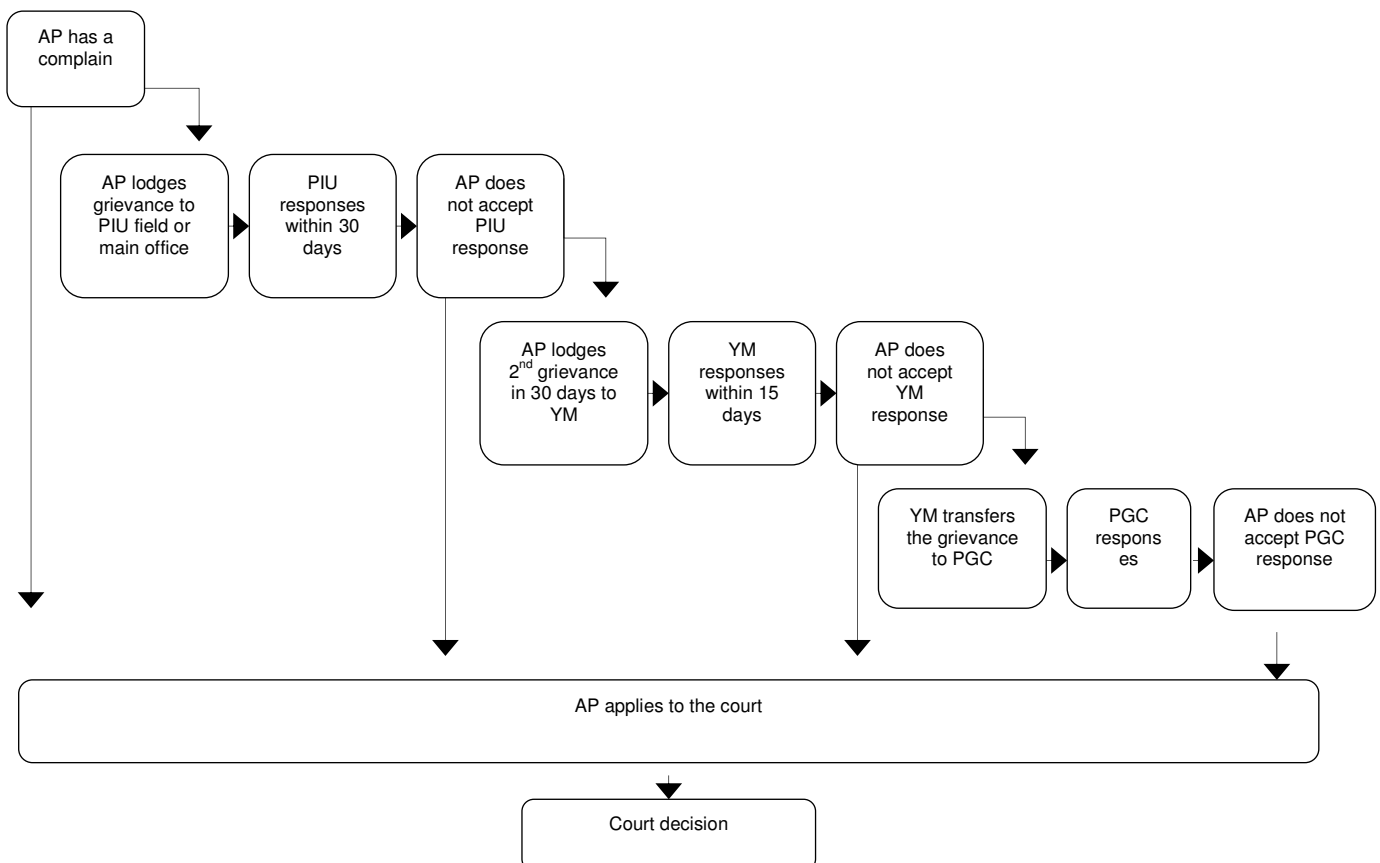 AP has a
complain
AP lodges
grievance to
PIU field or
main office
PIU
responses
within 30
days
AP does
not accept
PIU
response
AP lodges
2nd grievance
in 30 days to
YM
YM
responses
within 15
days
AP does
not accept
YM
response
YM transfers
the grievance
to PGC
PGC
respons
es
AP does not
accept PGC
response
AP applies to the court
Court decision